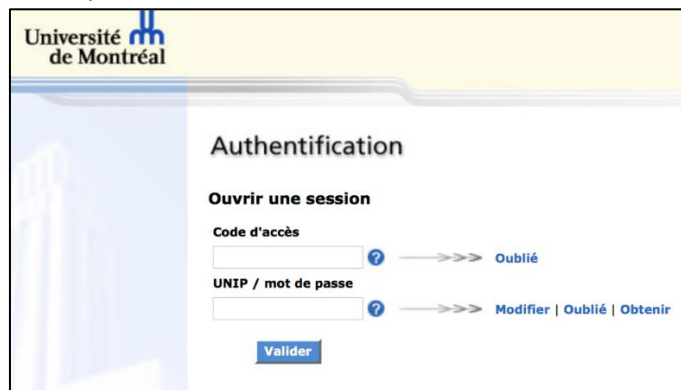 Université
de Montréal
Authentification
Ouvrir une session
Code d'accès
? >>> Oublié
UNIP / mot de passe
? >>> Modifier | Oublié | Obtenir
Valider